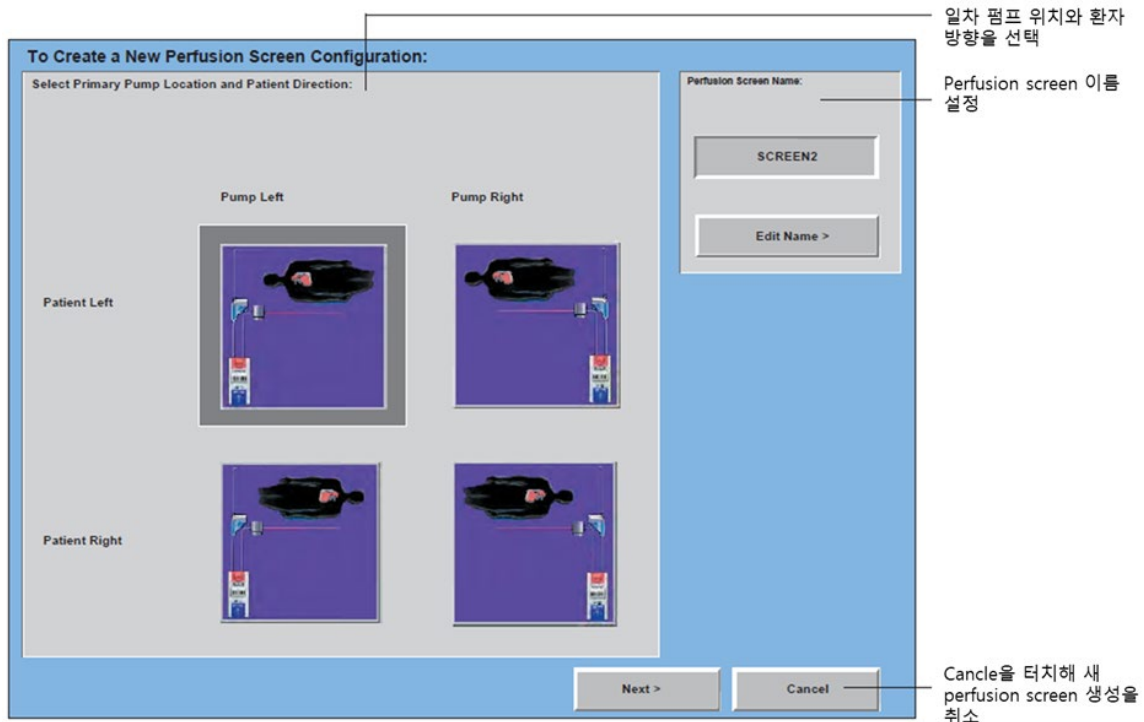 일차 펌프 위치와 환자
방향을 선택
To Create a New Perfusion Screen Configuration:
Select Primary Pump Location and Patient Direction:
Perfusion Screen Name:
Perfusion screen 이름
설정
SCREEN2
Pump Left
Pump Right
Edit Name >
Patient Left
Patient Right
Next >
Cancel
Cancle을 터치해 새
perfusion screen 생성을
취소